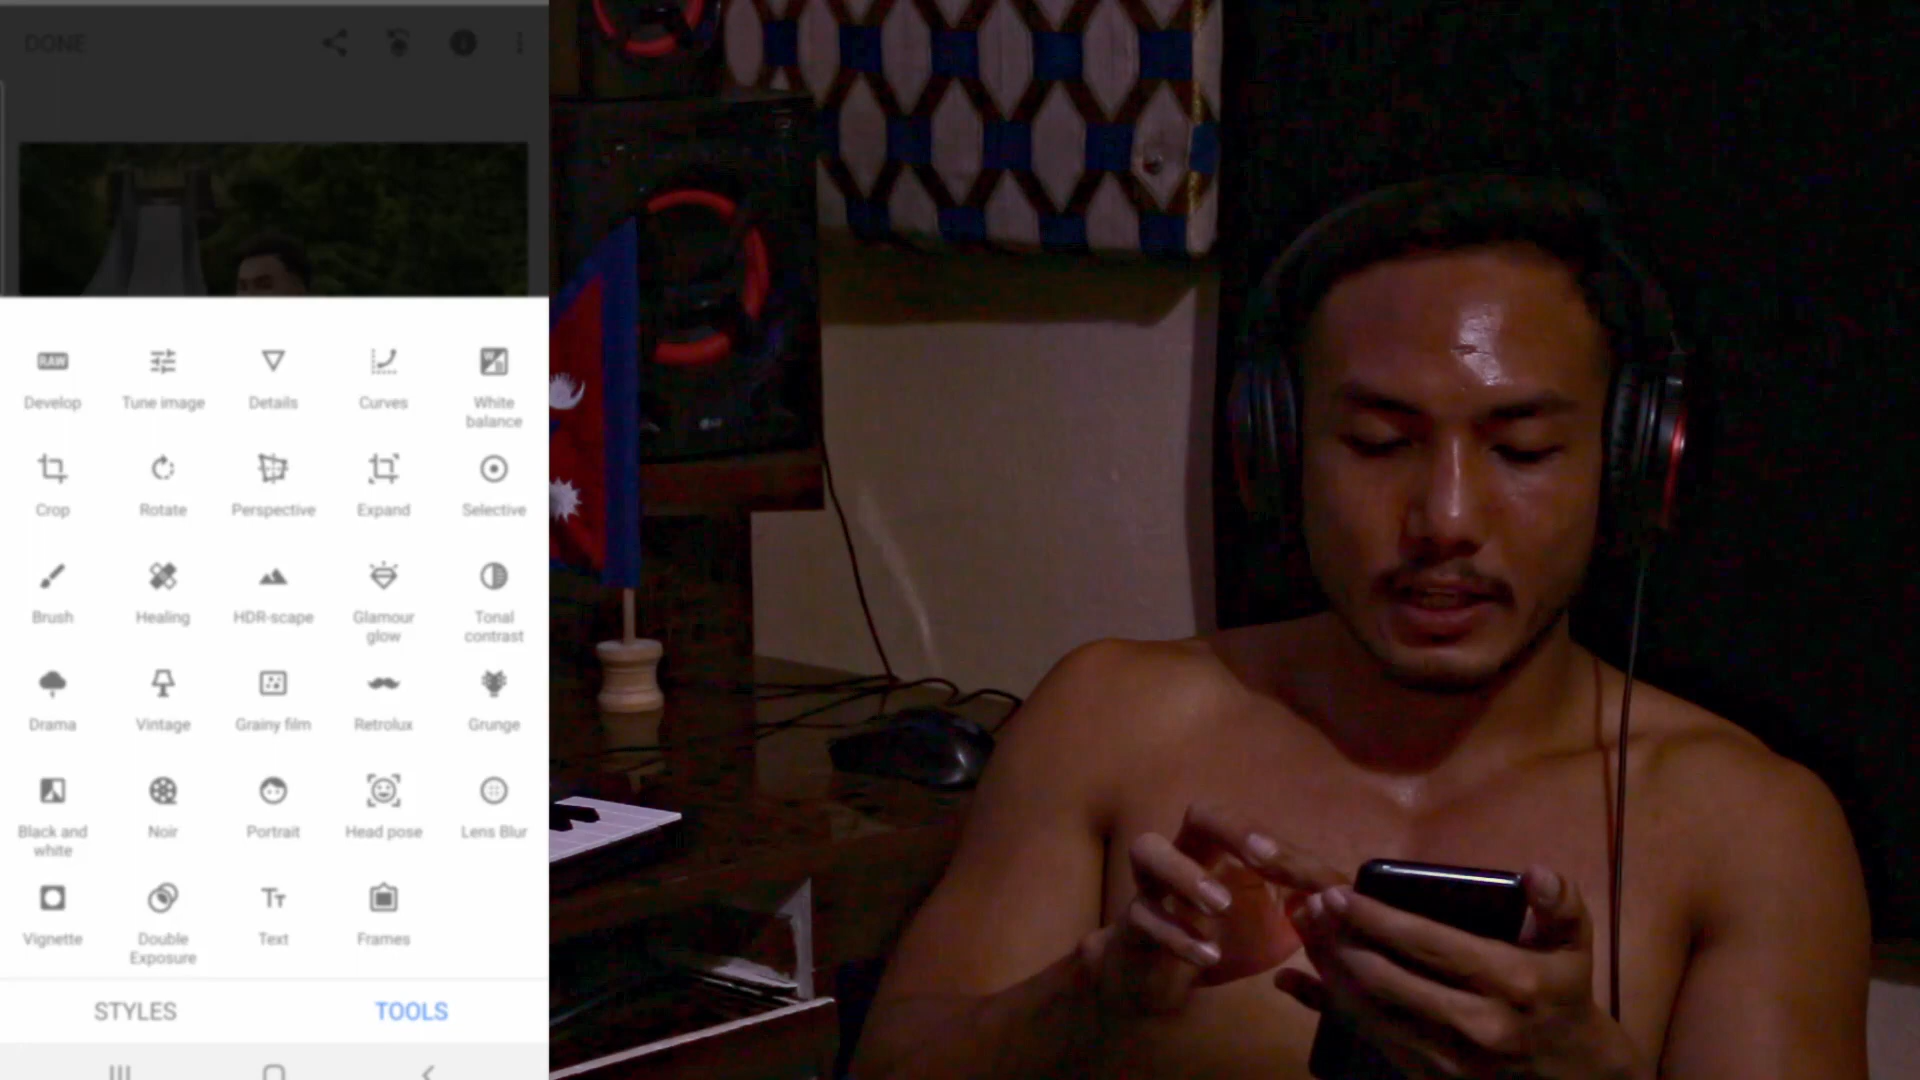 DONE
RAW
Develop
Tune image
Details
Curves
White
balance
Crop
Rotate
Perspective
Expand
Selective
Brush
Healing
HDR-scape
Glamour
glow
Tonal
contrast
Drama
Vintage
Grainy film
Retrolux
Grunge
Black and
white
Noir
Portrait
Head pose
Lens Blur
Vignette
Double
Exposure
Text
Frames
STYLES
TOOLS
LG